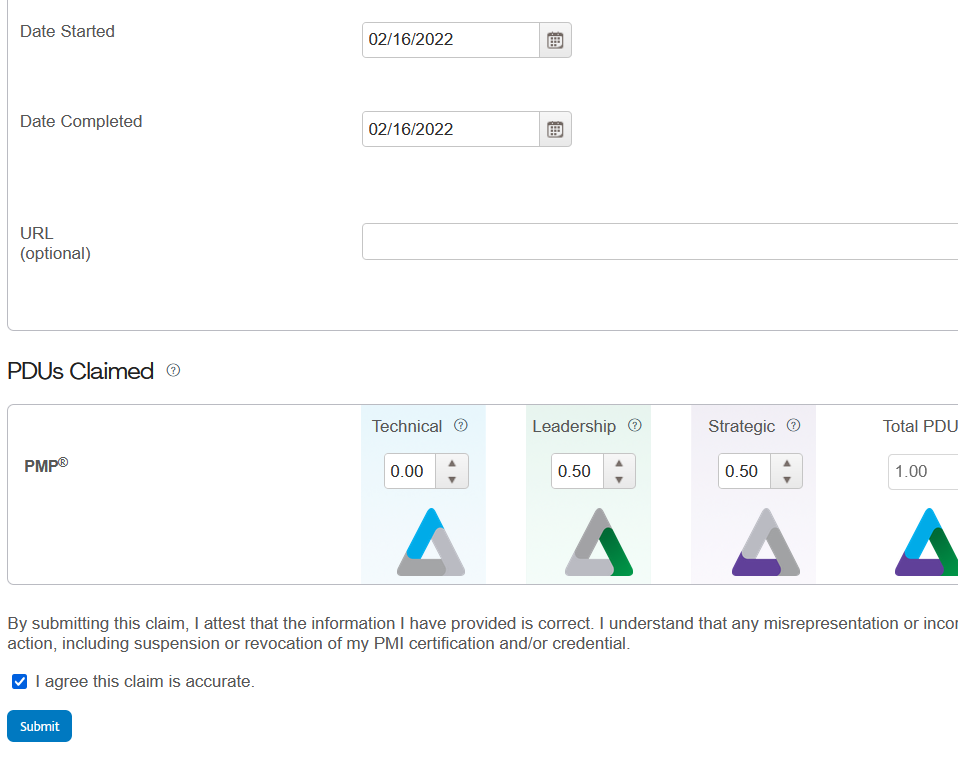 Date Started
02/16/2022
Date Completed
02/16/2022
URL
(optional)
PDUs Claimed ?
Technical ? Leadership ? Strategic ? Total PDU
PMP®
0.00 0.50 0.50 1.00
By submitting this claim, I attest that the information I have provided is correct. I understand that any misrepresentation or incor
action, including suspension or revocation of my PMI certification and/or credential.
I agree this claim is accurate.
Submit